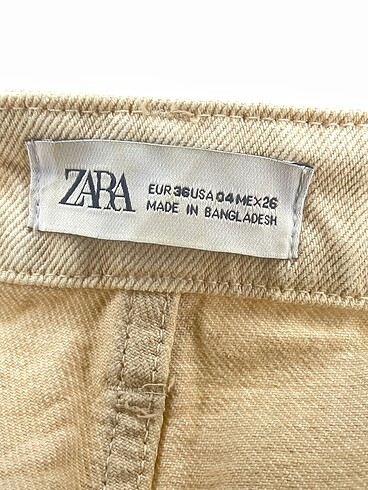 ZARA
EUR 36 USA 04 MEX 26
MADE IN BANGLADESH